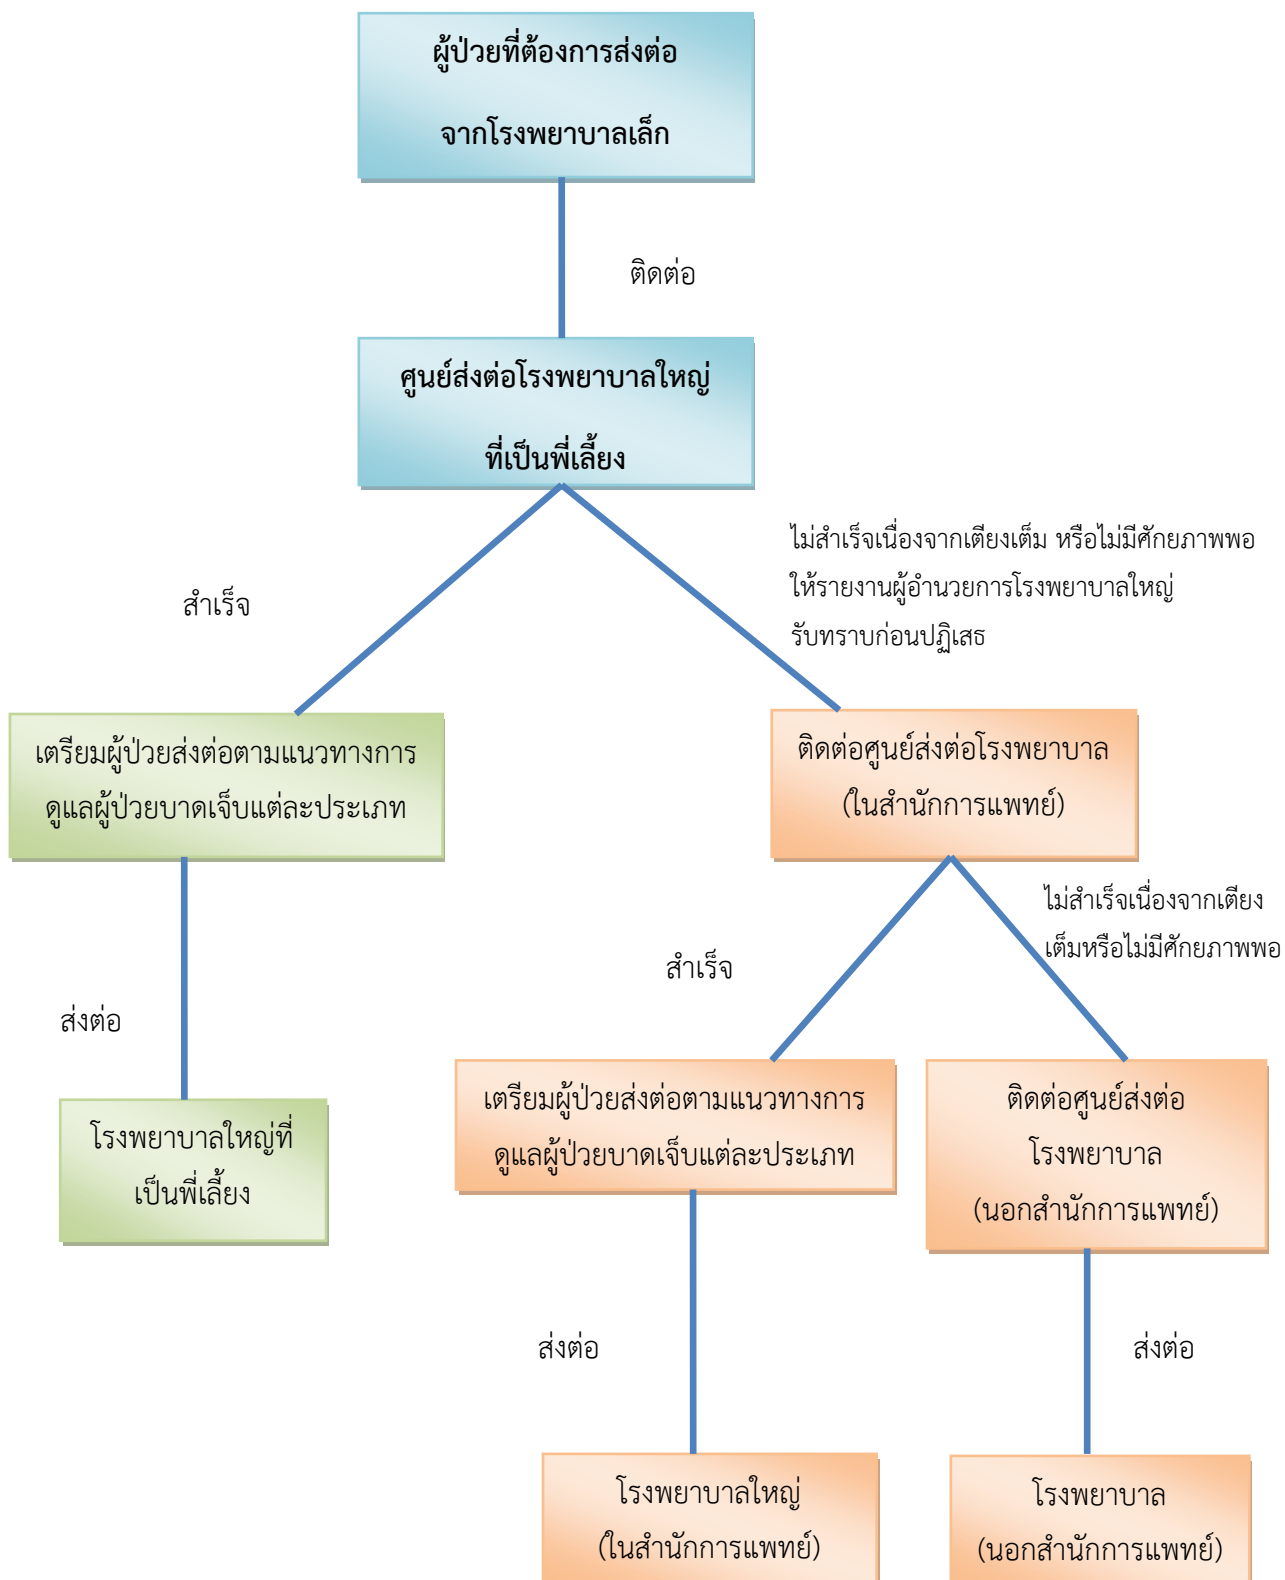 ผู้ป่วยที่ต้องการส่งต่อ
จากโรงพยาบาลเล็ก
ติดต่อ
ศูนย์ส่งต่อโรงพยาบาลใหญ่
ที่เป็นพี่เลี้ยง
สำเร็จ
ไม่สำเร็จเนื่องจากเตียงเต็ม หรือไม่มีศักยภาพพอ
ให้รายงานผู้อำนวยการโรงพยาบาลใหญ่
รับทราบก่อนปฏิเสธ
เตรียมผู้ป่วยส่งต่อตามแนวทางการ
ดูแลผู้ป่วยบาดเจ็บแต่ละประเภท
ติดต่อศูนย์ส่งต่อโรงพยาบาล
(ในสำนักการแพทย์)
ส่งต่อ
โรงพยาบาลใหญ่ที่
เป็นพี่เลี้ยง
สำเร็จ
ไม่สำเร็จเนื่องจากเตียง
เต็มหรือไม่มีศักยภาพพอ
เตรียมผู้ป่วยส่งต่อตามแนวทางการ
ดูแลผู้ป่วยบาดเจ็บแต่ละประเภท
ติดต่อศูนย์ส่งต่อ
โรงพยาบาล
(นอกสำนักการแพทย์)
ส่งต่อ
ส่งต่อ
โรงพยาบาลใหญ่
(ในสำนักการแพทย์)
โรงพยาบาล
(นอกสำนักการแพทย์)